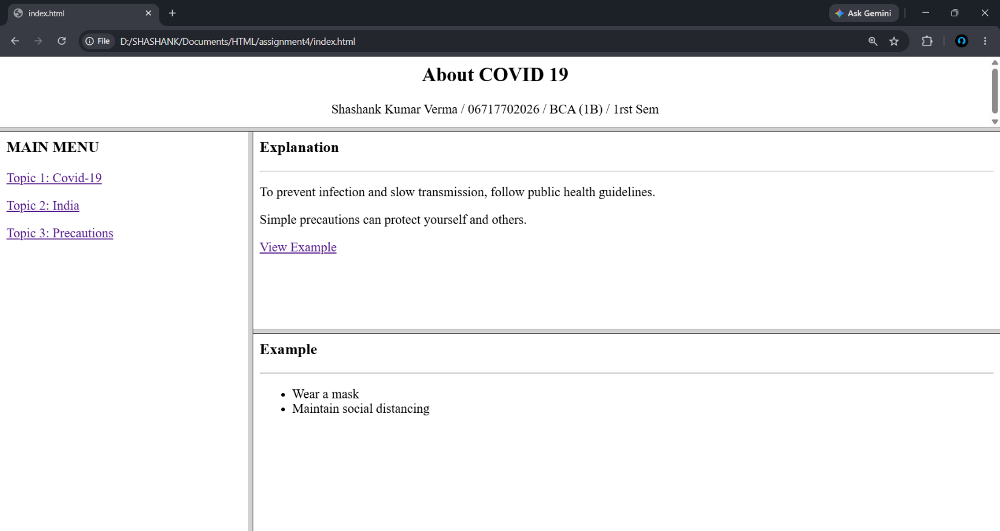 index.html
Ask Gemini
File D:/SHASHANK/Documents/HTML/assignment4/index.html
About COVID 19
Shashank Kumar Verma / 06717702026 / BCA (1B) / 1rst Sem
MAIN MENU
Topic 1: Covid-19
Topic 2: India
Topic 3: Precautions
Explanation
To prevent infection and slow transmission, follow public health guidelines.
Simple precautions can protect yourself and others.
View Example
Example
• Wear a mask
• Maintain social distancing